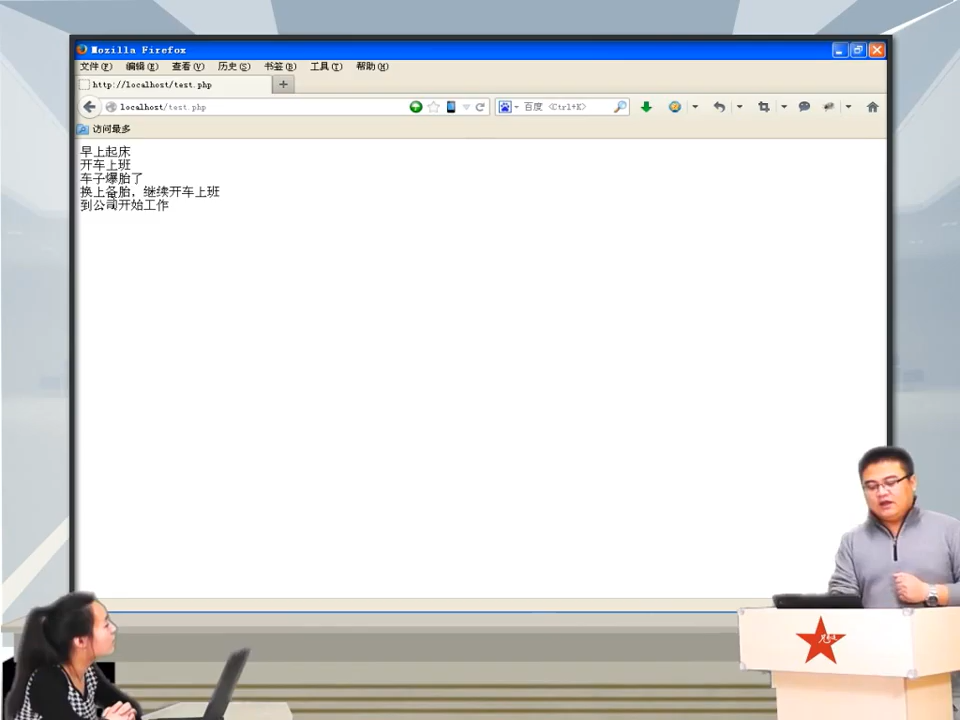 Mozilla Firefox
文件(F) 编辑(E) 查看(V) 历史(S) 书签(B) 工具(T) 帮助(H)
http://localhost/test.php
localhost/test.php
百度 <Ctrl+K>
访问最多
早上起床
开车上班
车子爆胎了
换上备胎，继续开车上班
到公司开始工作